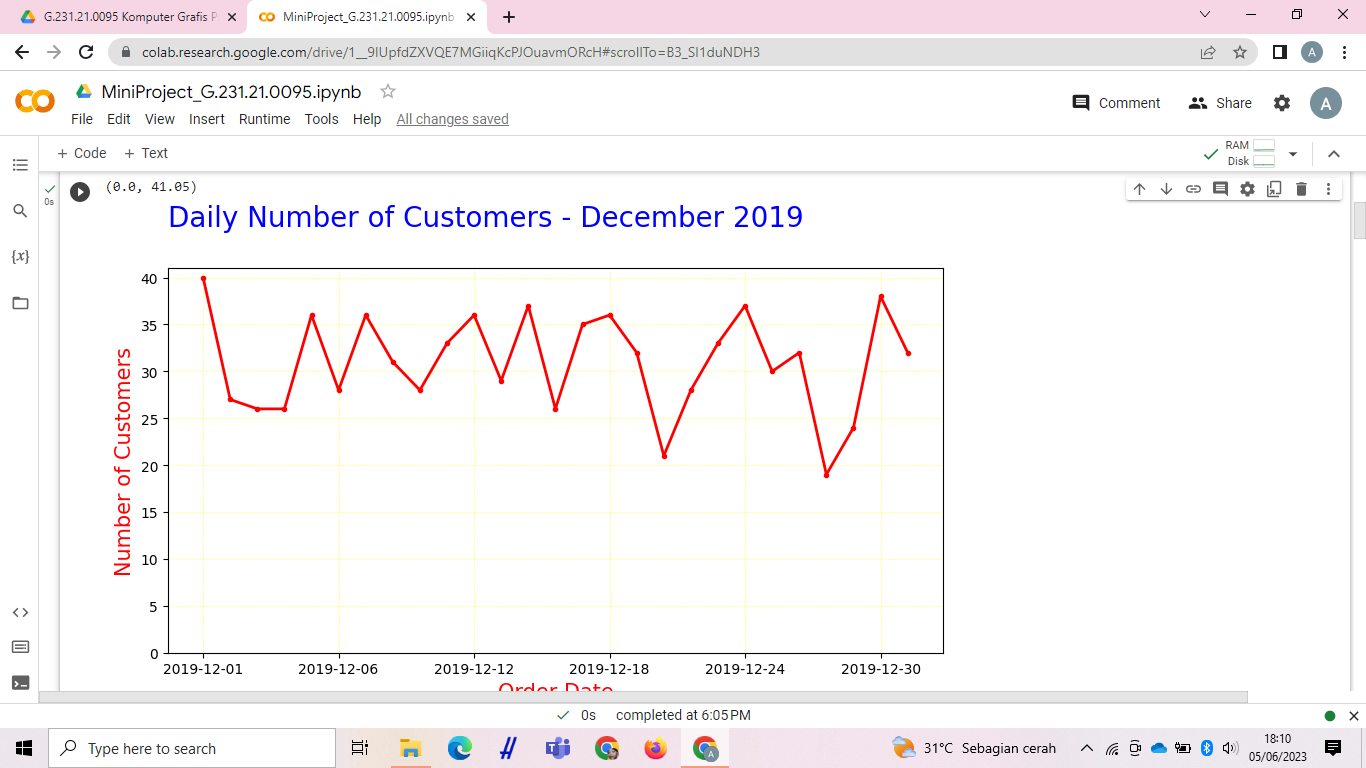 G.231.21.0095 Komputer Grafis P
MiniProject_G.231.21.0095.ipynb
colab.research.google.com/drive/1__9IUpfdZXVQE7MGiiqKcPJOuavmORcH#scrollTo=B3_SI1duNDH3
A
MiniProject_G.231.21.0095.ipynb
Comment
Share
A
File Edit View Insert Runtime Tools Help All changes saved
+ Code + Text
RAM
Disk
0s
(0.0, 41.05)
{x}
Daily Number of Customers - December 2019
Number of Customers
40
35
30
25
20
15
10
5
0
2019-12-01 2019-12-06 2019-12-12 2019-12-18 2019-12-24 2019-12-30
Order Date
0s completed at 6:05 PM
Type here to search
A
31°C Sebagian cerah
18:10
05/06/2023